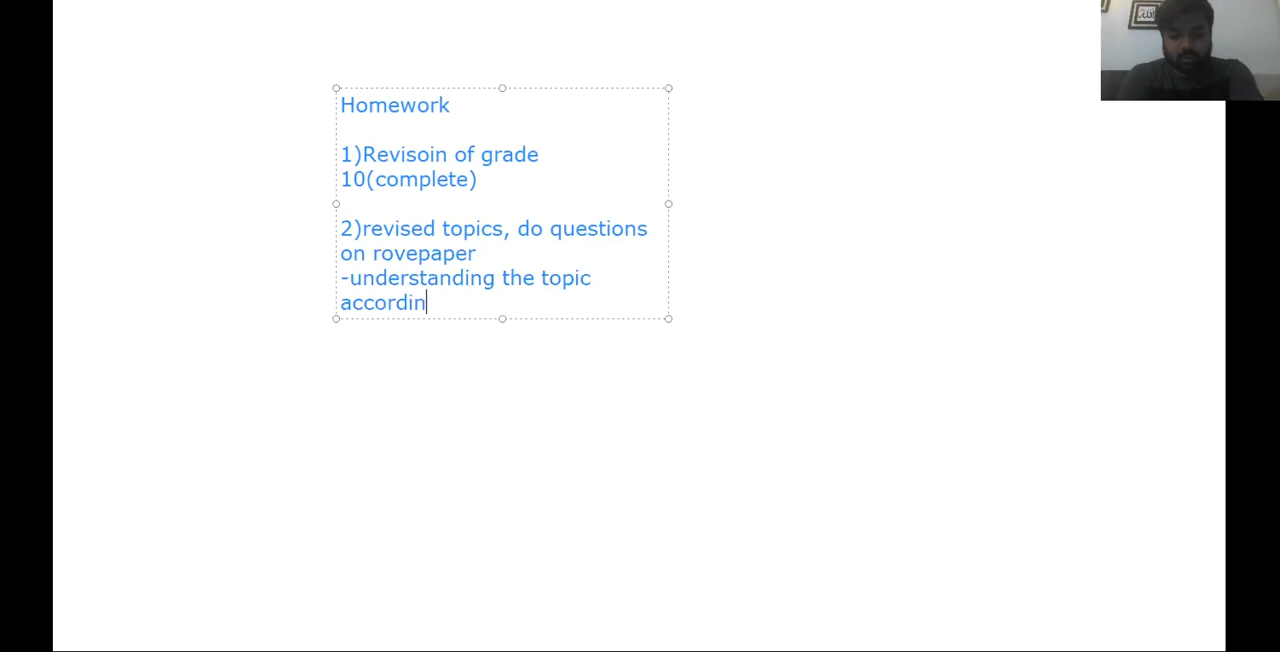 Homework
1)Revisoin of grade
10(complete)
2)revised topics, do questions
on rovepaper
-understanding the topic
accordin